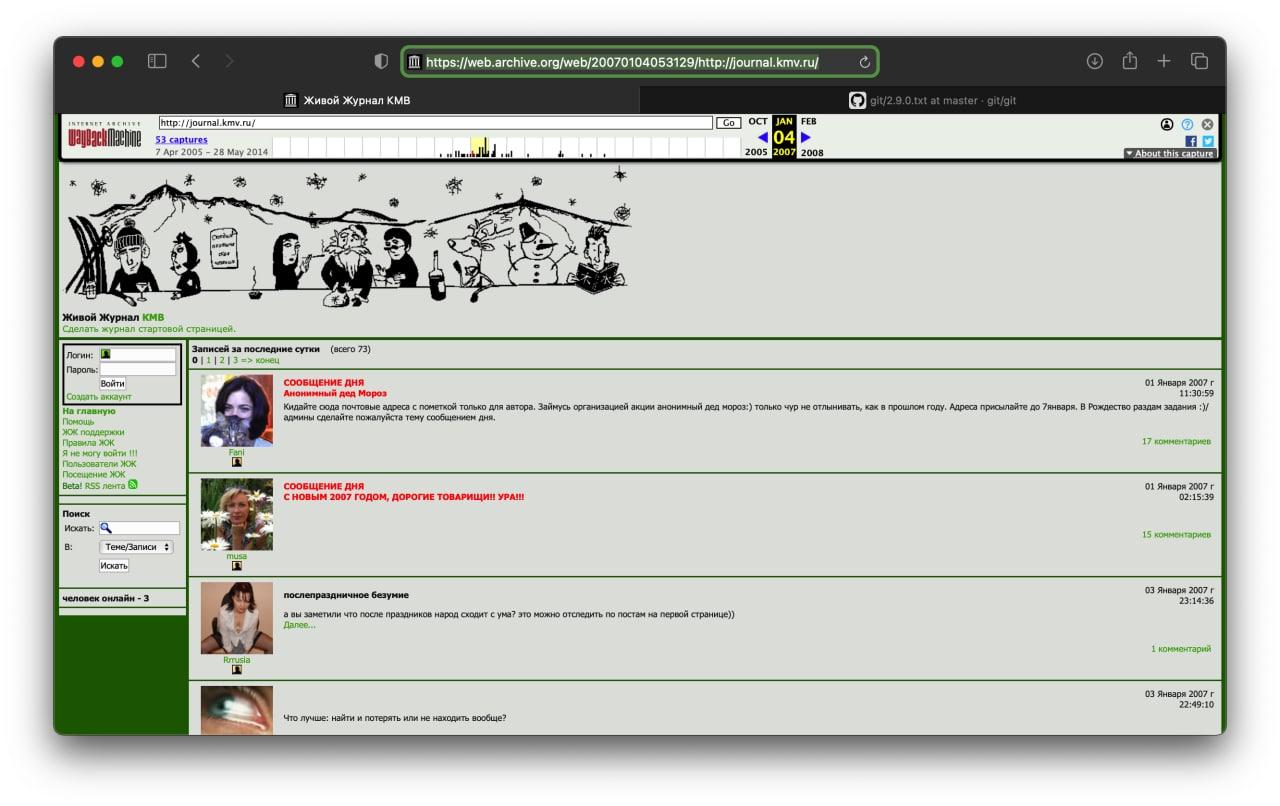 https://web.archive.org/web/20070104053129/http://journal.kmv.ru/
Живой Журнал КМВ
git/2.9.0.txt at master · git/git
INTERNET ARCHIVE
WayBackMachine
http://journal.kmv.ru/
Go
53 captures
7 Apr 2005 – 28 May 2014
OCT JAN FEB
04
2005 2007 2008
About this capture
Живой Журнал КМВ
Сделать журнал стартовой страницей.
Логин:
Пароль:
Войти
Создать аккаунт
На главную
Помощь
ЖЖ поддержки
Правила ЖЖ
Я не могу войти !!!
Пользователи ЖЖ
Посещение ЖЖ
Beta! RSS лента
Поиск
Искать:
В: Теме/Записи
Искать
человек онлайн - 3
Записей за последние сутки (всего 73)
0 | 1 | 2 | 3 => конец
СООБЩЕНИЕ ДНЯ
Анонимный дед Мороз
01 Января 2007 г
11:30:59
Кидайте сюда почтовые адреса с пометкой только для автора. Займусь организацией акции анонимный дед мороз:) только чур не отлынивать, как в прошлом году. Адреса присылайте до 7января. В Рождество раздам задания :)/
админы сделайте пожалуйста тему сообщением дня.
17 комментариев
Fani
СООБЩЕНИЕ ДНЯ
С НОВЫМ 2007 ГОДОМ, ДОРОГИЕ ТОВАРИЩИ!! УРА!!!
01 Января 2007 г
02:15:39
15 комментариев
musa
послепраздничное безумие
03 Января 2007 г
23:14:36
а вы заметили что после праздников народ сходит с ума? это можно отследить по постам на первой странице))
Далее...
1 комментарий
Rrrusia
03 Января 2007 г
22:49:10
Что лучше: найти и потерять или не находить вообще?